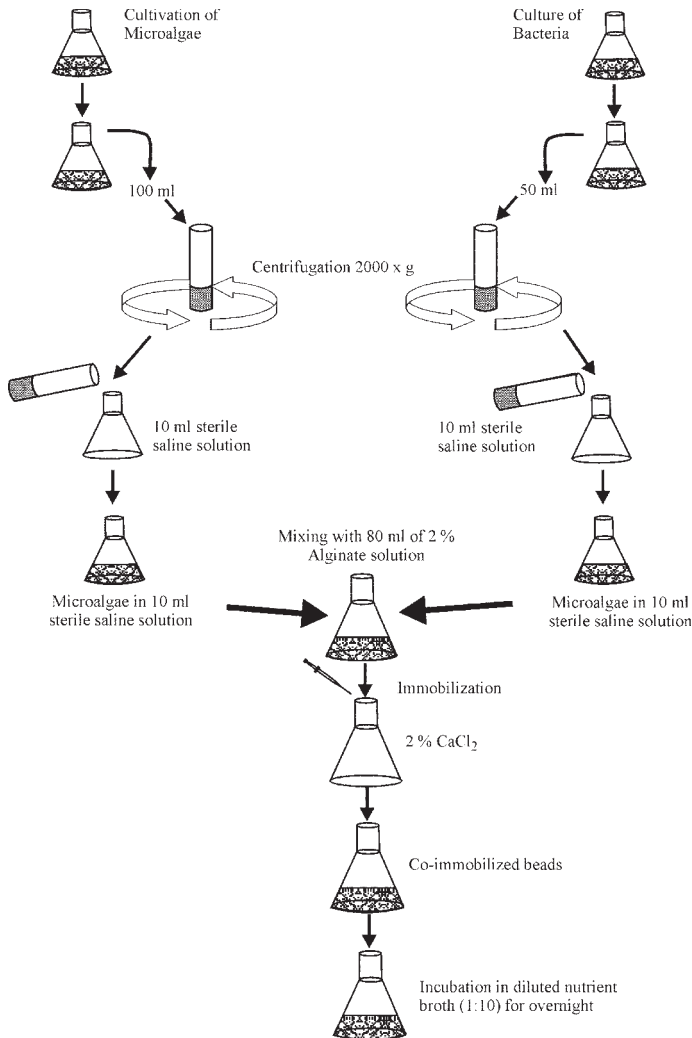 Cultivation of
Microalgae
Culture of
Bacteria
100 ml
50 ml
Centrifugation 2000 x g
10 ml sterile
saline solution
10 ml sterile
saline solution
Mixing with 80 ml of 2 %
Alginate solution
Microalgae in 10 ml
sterile saline solution
Microalgae in 10 ml
sterile saline solution
Immobilization
2 % CaCl₂
Co-immobilized beads
Incubation in diluted nutrient
broth (1:10) for overnight